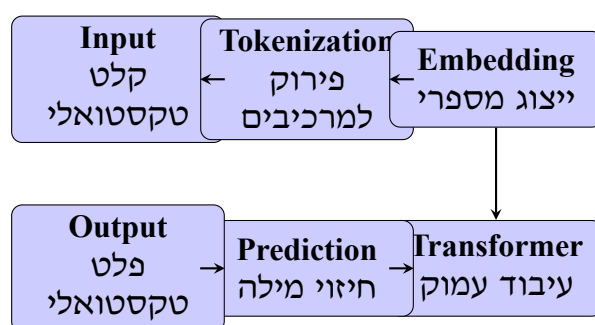 Input
קלט
טקסטואלי
Tokenization
פירוק
למרכיבים
Embedding
ייצוג מספרי
Output
פלט
טקסטואלי
Prediction
חיזוי מילה
Transformer
עיבוד עמוק